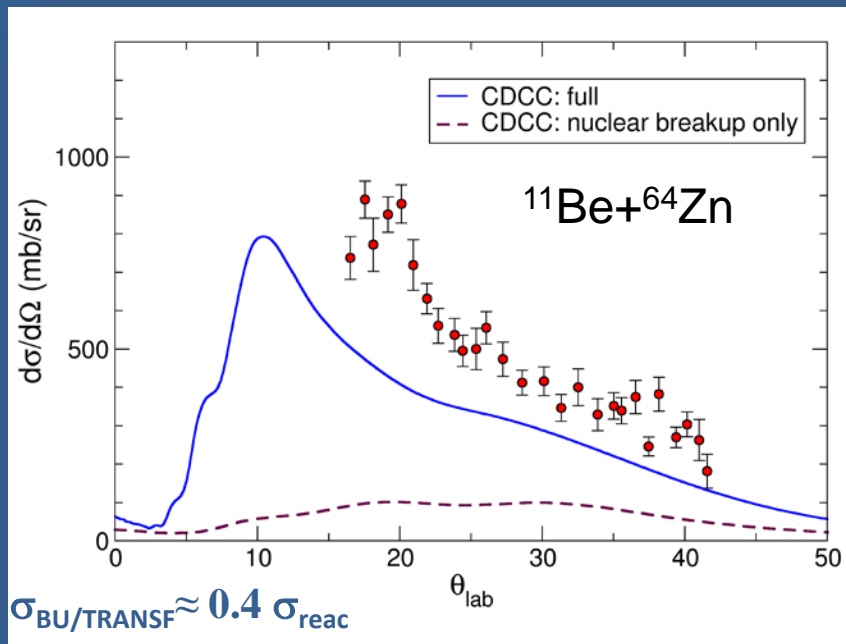 CDCC: full
CDCC: nuclear breakup only
¹¹Be+⁶⁴Zn
dσ/dΩ (mb/sr)
1000
500
0
0 10 20 30 40 50
θlab
σBU/TRANSF≈ 0.4 σreac